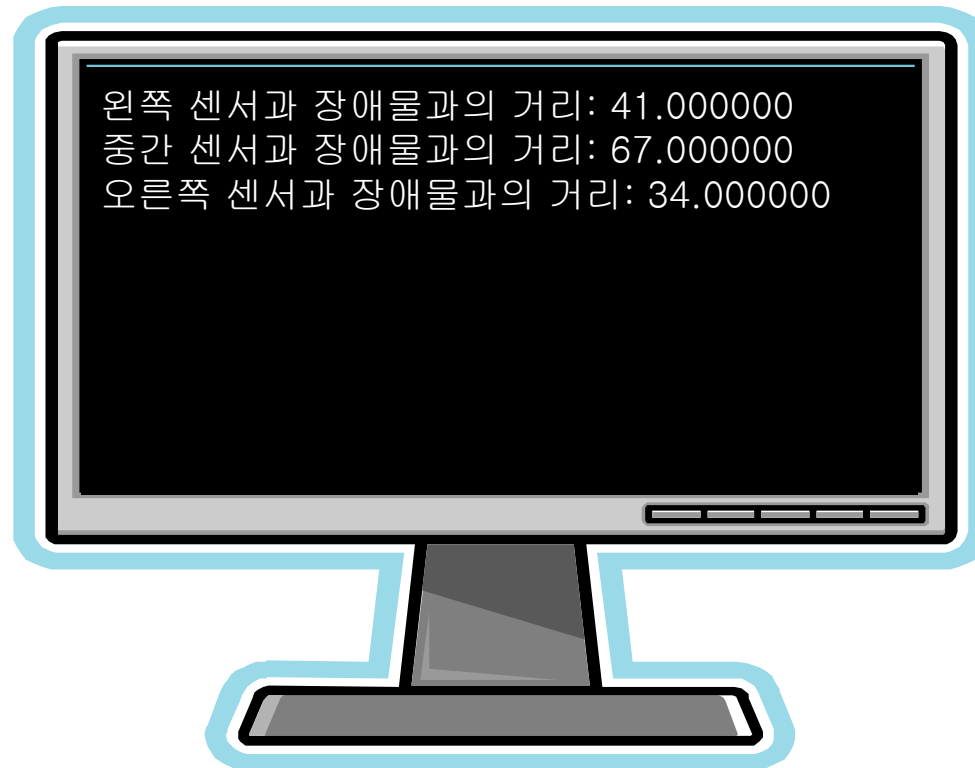 왼쪽 센서과 장애물과의 거리: 41.000000
중간 센서과 장애물과의 거리: 67.000000
오른쪽 센서과 장애물과의 거리: 34.000000